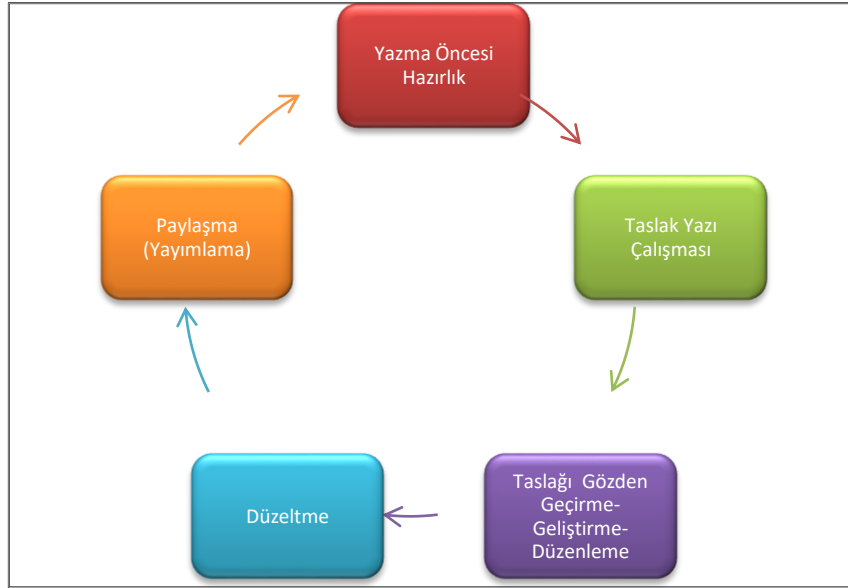 Yazma Öncesi
Hazırlık
Taslak Yazı
Çalışması
Taslağı Gözden
Geçirme-
Geliştirme-
Düzenleme
Düzeltme
Paylaşma
(Yayımlama)